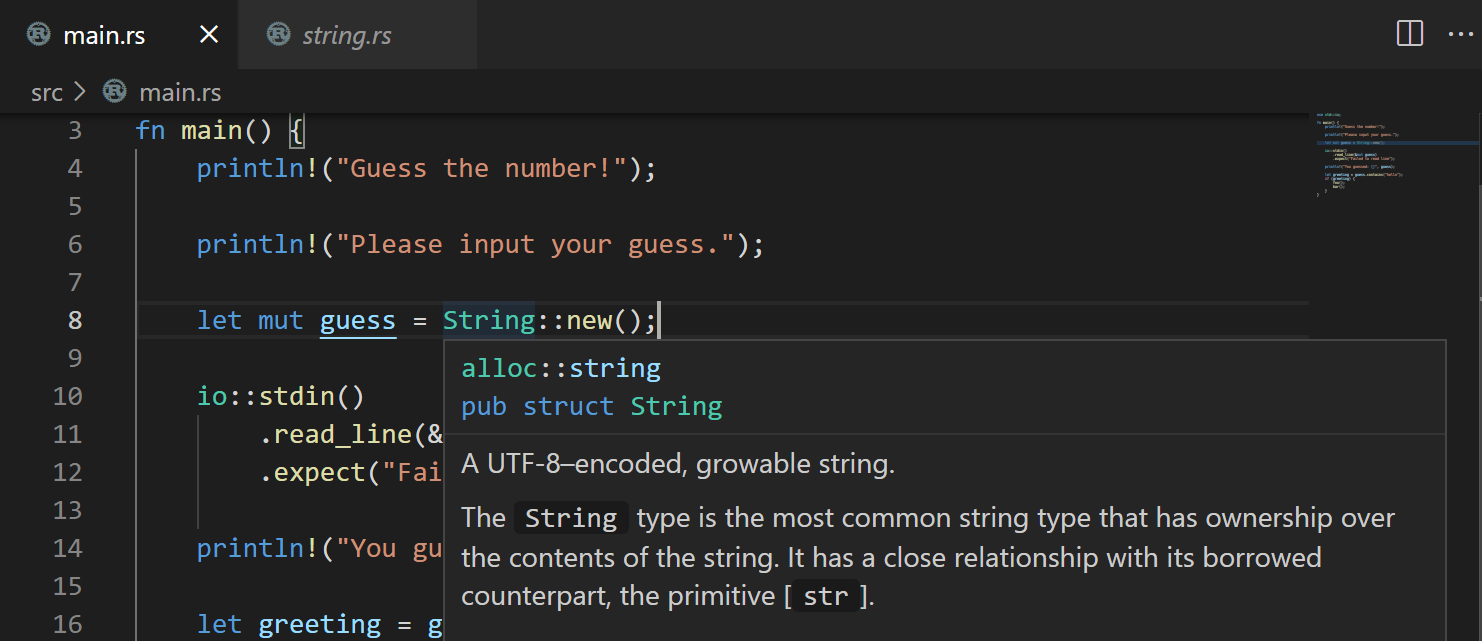 main.rs
string.rs
src > main.rs
3 fn main() {
4 println!("Guess the number!");
5
6 println!("Please input your guess.");
7
8 let mut guess = String::new();
9
alloc::string
pub struct String
A UTF-8–encoded, growable string.
The String type is the most common string type that has ownership over
the contents of the string. It has a close relationship with its borrowed
counterpart, the primitive [ str ].
10 io::stdin()
11 .read_line(&
12 .expect("Fai
13
14 println!("You gu
15
16 let greeting = g